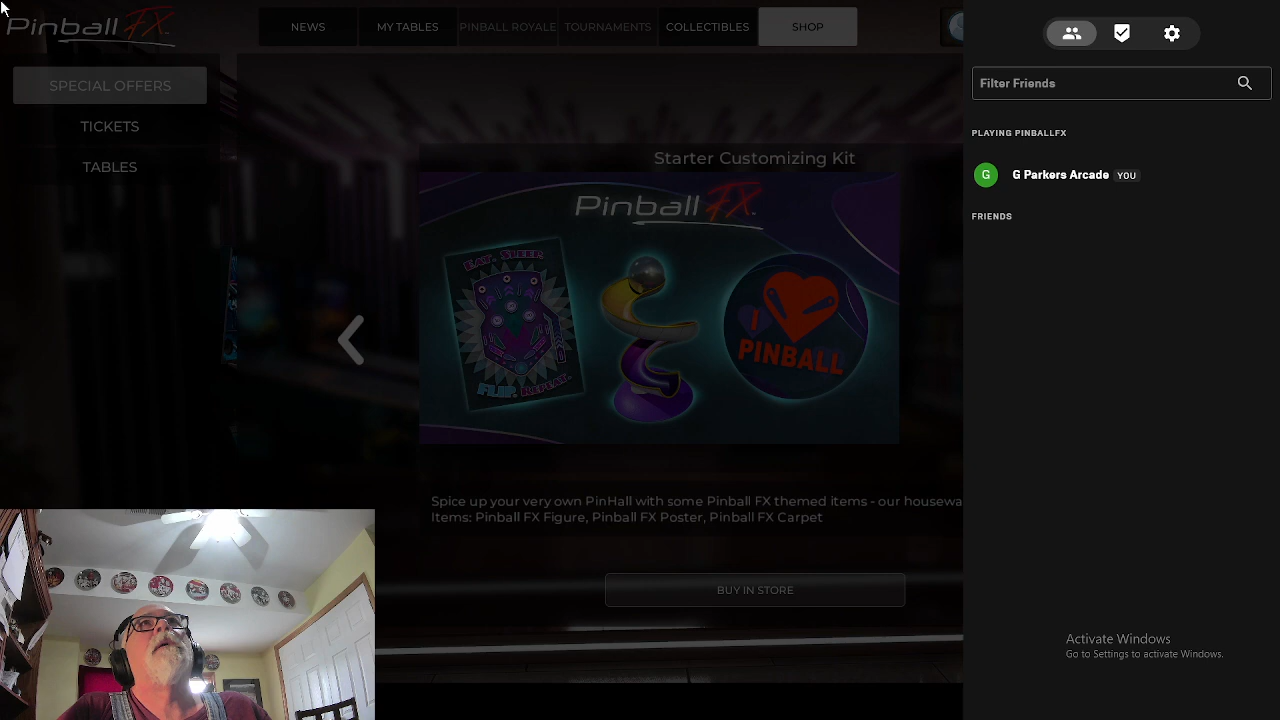 Pinball FX
NEWS
MY TABLES
PINBALL ROYALE
TOURNAMENTS
COLLECTIBLES
SHOP
SPECIAL OFFERS
TICKETS
TABLES
Starter Customizing Kit
Pinball FX
EAT. SLEEP.
FLIP. REPEAT.
I
PINBALL
Spice up your very own PinHall with some Pinball FX themed items - our housewa
Items: Pinball FX Figure, Pinball FX Poster, Pinball FX Carpet
BUY IN STORE
Filter Friends
PLAYING PINBALLFX
G
G Parkers Arcade YOU
FRIENDS
Activate Windows
Go to Settings to activate Windows.